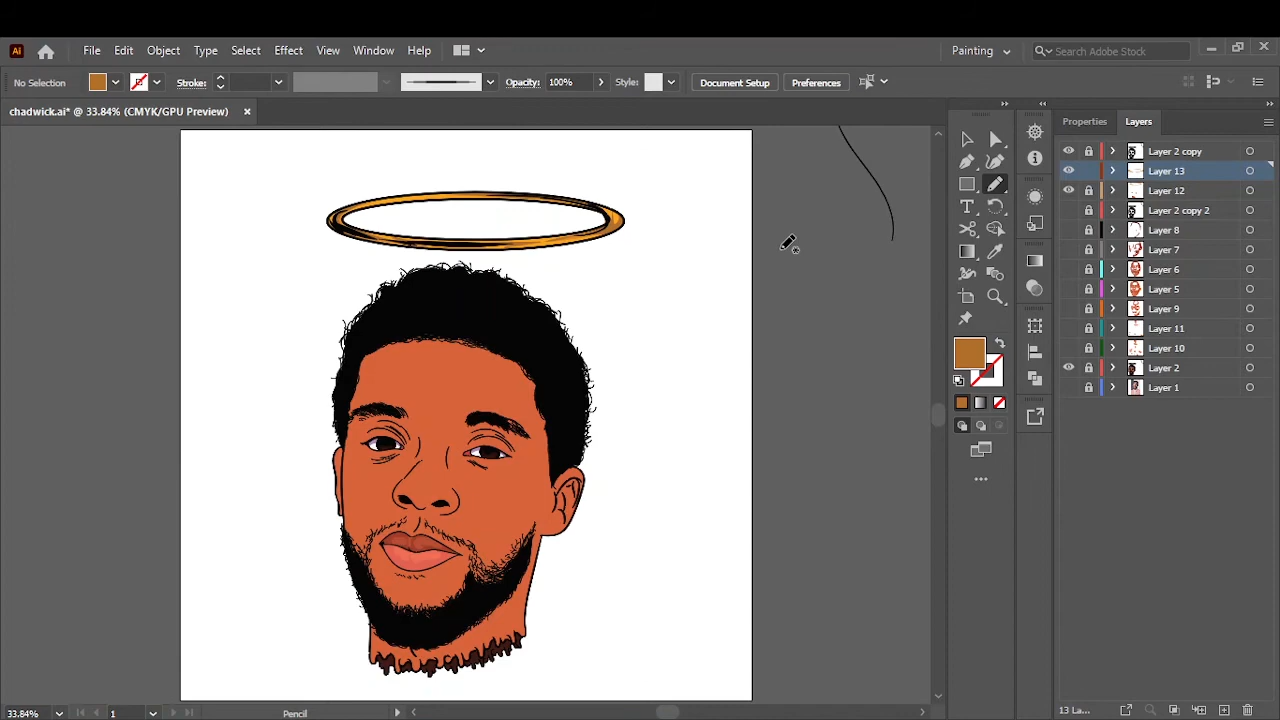 Ai File Edit Object Type Select Effect View Window Help Painting Search Adobe Stock
No Selection Stroke: Opacity: 100% Style: Document Setup Preferences
chadwick.ai* @ 33.84% (CMYK/GPU Preview) ×
Properties Layers
Layer 2 copy
Layer 13
Layer 12
Layer 2 copy 2
Layer 8
Layer 7
Layer 6
Layer 5
Layer 9
Layer 11
Layer 10
Layer 2
Layer 1
33.84% 1 Pencil 13 La...